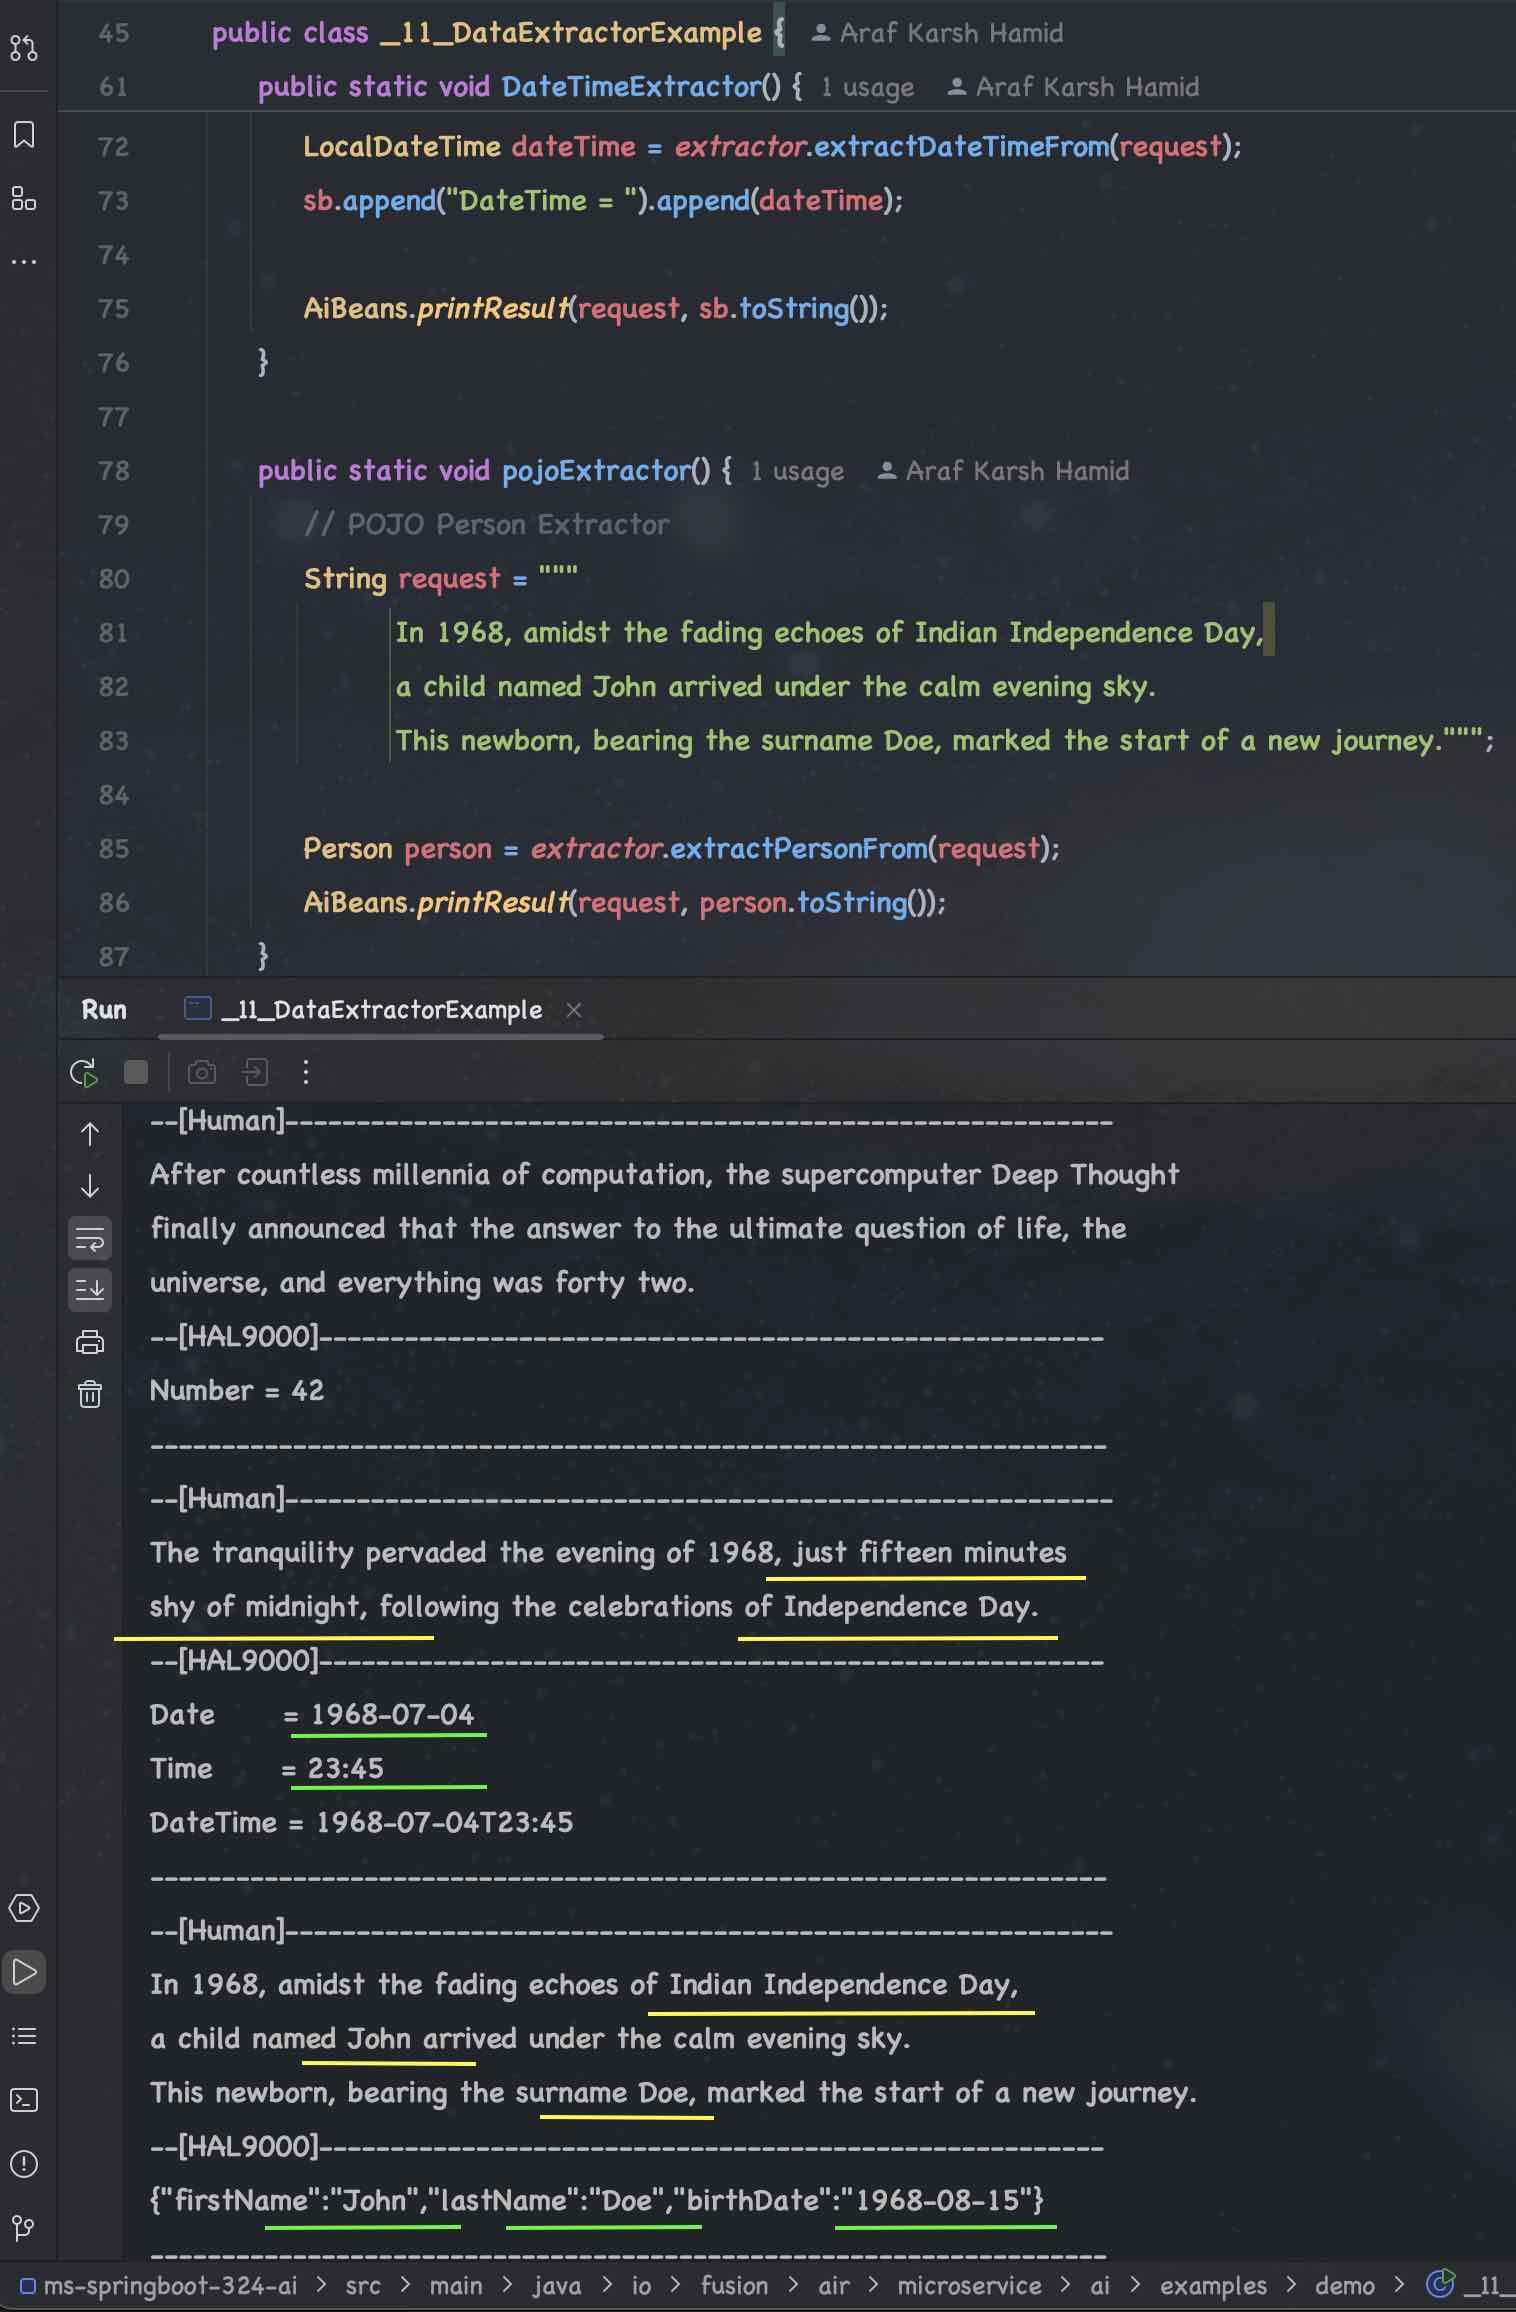 45 public class _11_DataExtractorExample { Araf Karsh Hamid
61 public static void DateTimeExtractor() { 1 usage Araf Karsh Hamid
72 LocalDateTime dateTime = extractor.extractDateTimeFrom(request);
73 sb.append("DateTime = ").append(dateTime);
74
75 AiBeans.printResult(request, sb.toString());
76 }
77
78 public static void pojoExtractor() { 1 usage Araf Karsh Hamid
79 // POJO Person Extractor
80 String request = """
81 In 1968, amidst the fading echoes of Indian Independence Day,
82 a child named John arrived under the calm evening sky.
83 This newborn, bearing the surname Doe, marked the start of a new journey.""";
84
85 Person person = extractor.extractPersonFrom(request);
86 AiBeans.printResult(request, person.toString());
87 }
Run _11_DataExtractorExample
--[Human]----------------------------------------------------------
After countless millennia of computation, the supercomputer Deep Thought
finally announced that the answer to the ultimate question of life, the
universe, and everything was forty two.
--[HAL9000]-------------------------------------------------------
Number = 42
-------------------------------------------------------------------
--[Human]----------------------------------------------------------
The tranquility pervaded the evening of 1968, just fifteen minutes
shy of midnight, following the celebrations of Independence Day.
--[HAL9000]-------------------------------------------------------
Date = 1968-07-04
Time = 23:45
DateTime = 1968-07-04T23:45
-------------------------------------------------------------------
--[Human]----------------------------------------------------------
In 1968, amidst the fading echoes of Indian Independence Day,
a child named John arrived under the calm evening sky.
This newborn, bearing the surname Doe, marked the start of a new journey.
--[HAL9000]-------------------------------------------------------
{"firstName":"John","lastName":"Doe","birthDate":"1968-08-15"}
-------------------------------------------------------------------
ms-springboot-324-ai > src > main > java > io > fusion > air > microservice > ai > examples > demo > _11_